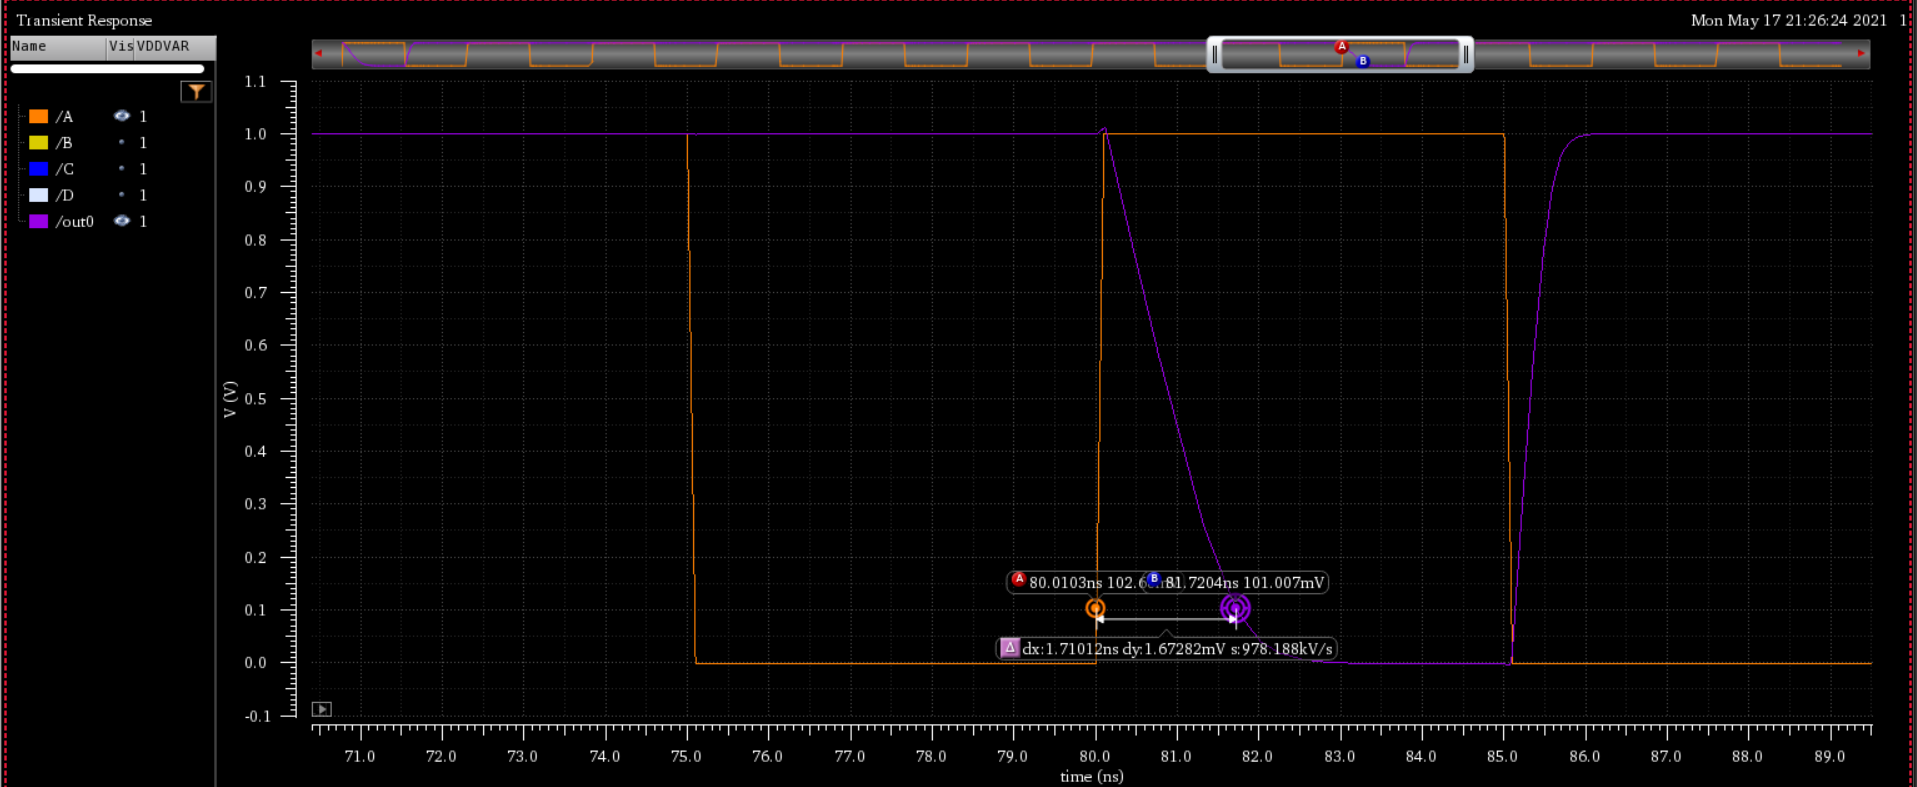 Transient Response
Mon May 17 21:26:24 2021 1
Name Vis VDDVAR
A
B
/A 1
/B 1
/C 1
/D 1
/out0 1
1.1
1.0
0.9
0.8
0.7
0.6
0.5
0.4
0.3
0.2
0.1
0.0
-0.1
V (V)
A 80.0103ns
B 81.7204ns 101.007mV
Δ dx:1.71012ns dy:1.67282mV s:978.188kV/s
71.0 72.0 73.0 74.0 75.0 76.0 77.0 78.0 79.0 80.0 81.0 82.0 83.0 84.0 85.0 86.0 87.0 88.0 89.0
time (ns)